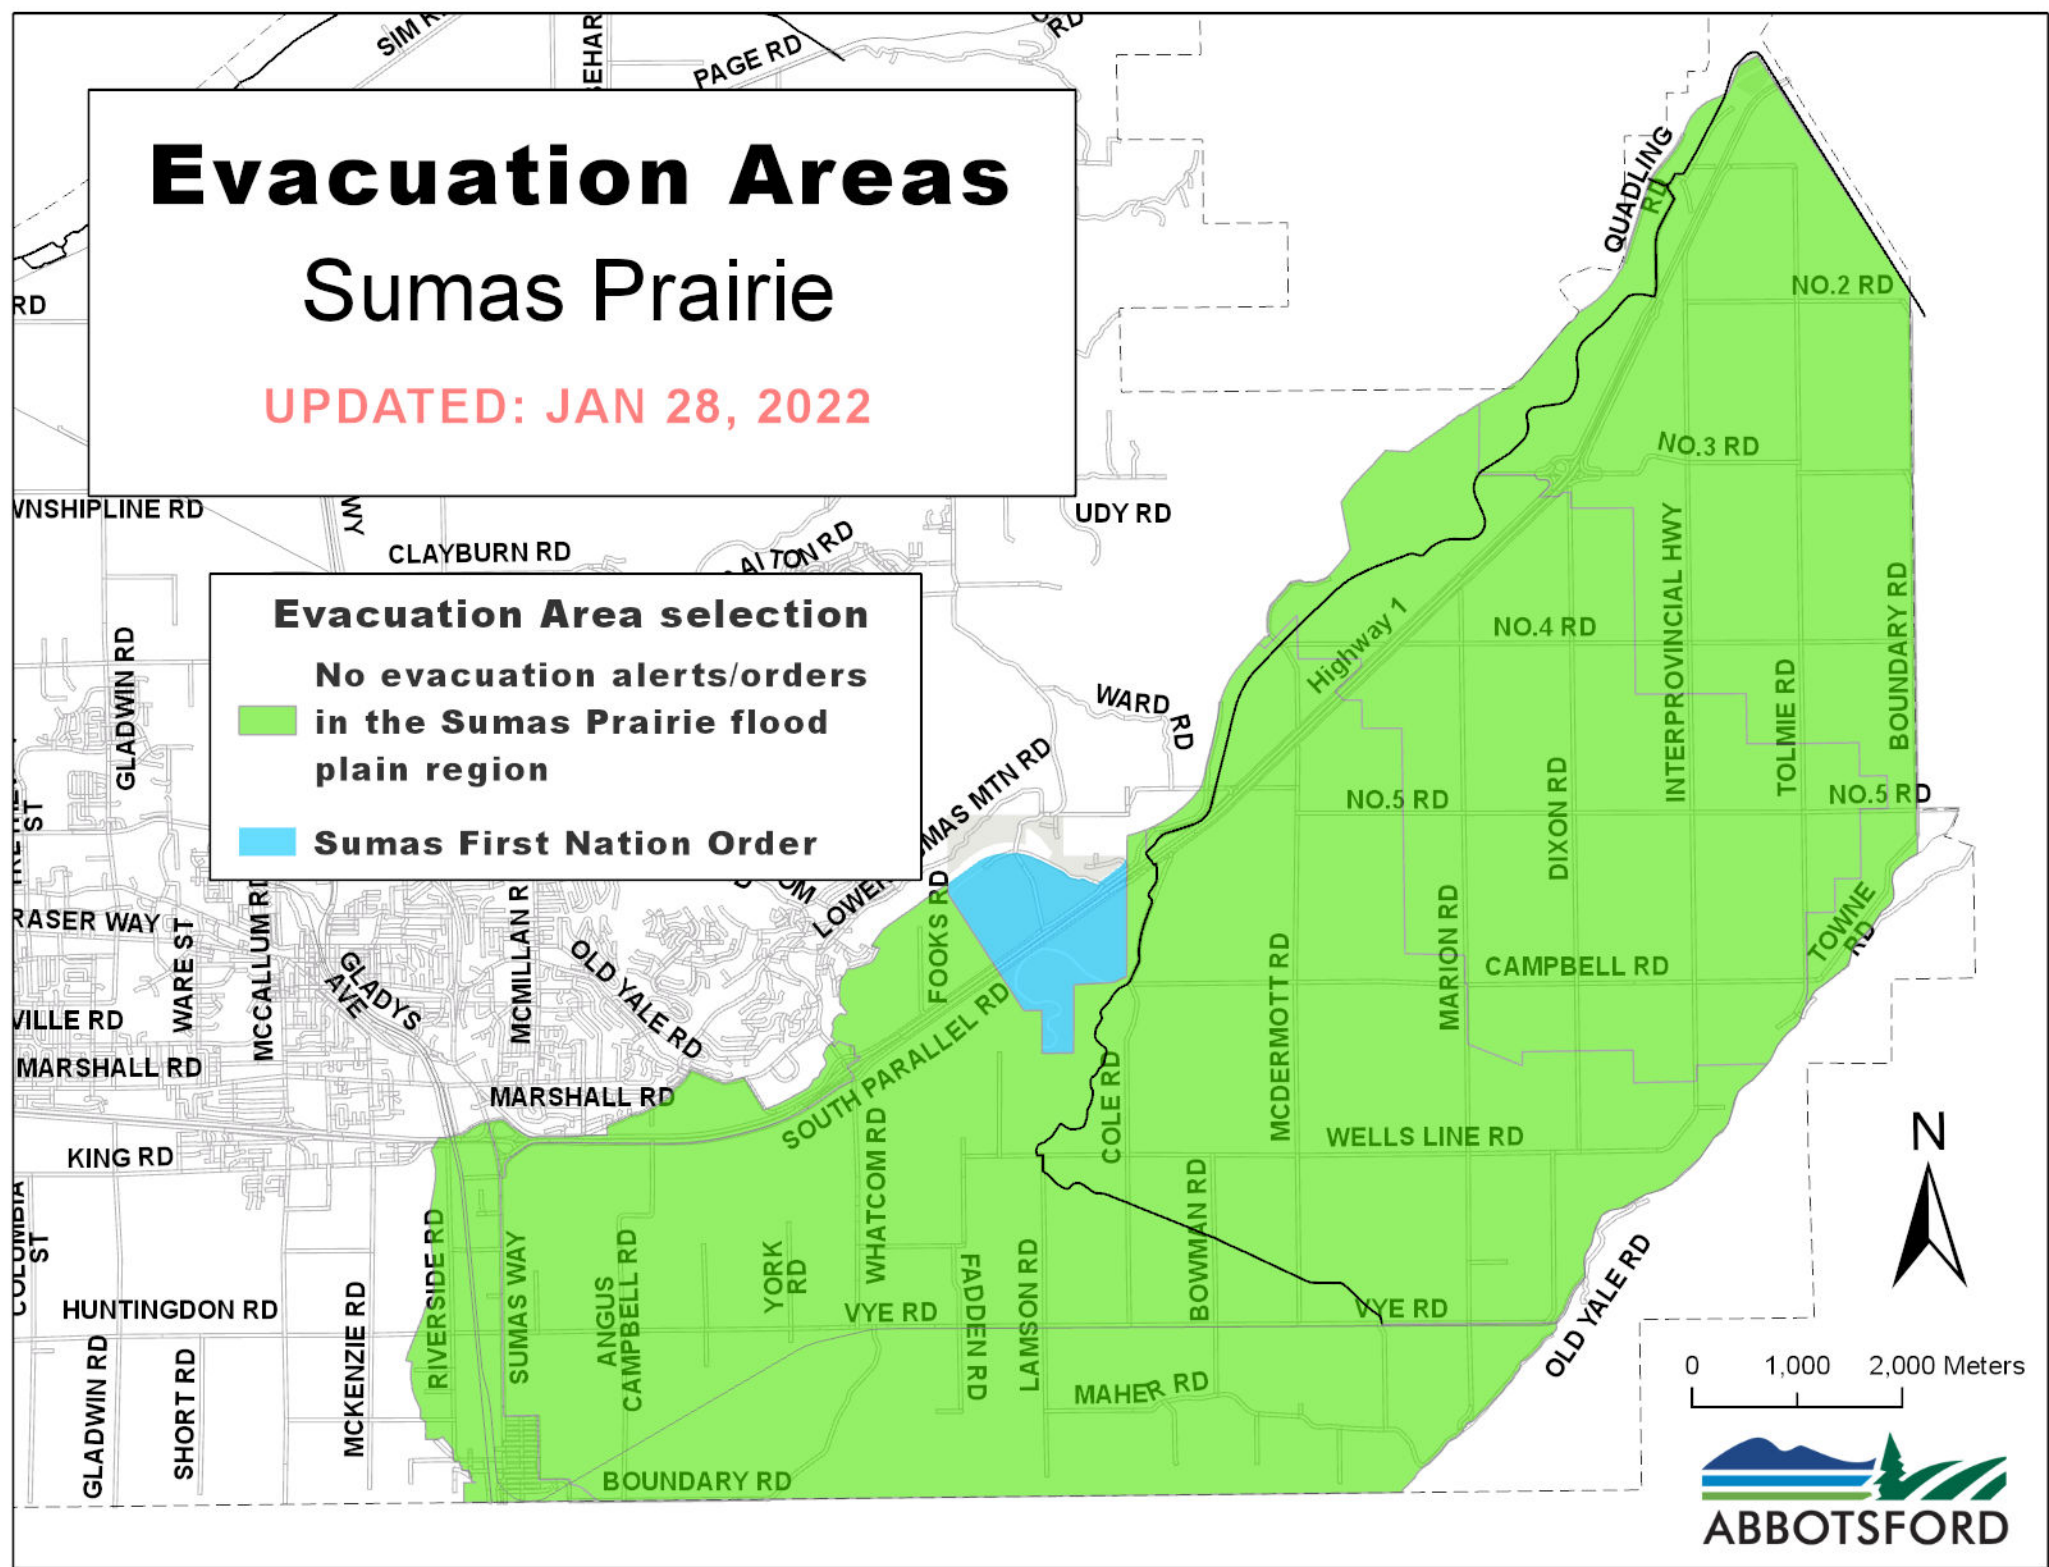 SIM RD
PAGE RD
RD
Evacuation Areas
Sumas Prairie
UPDATED: JAN 28, 2022
QUADLING
RD
NO.2 RD
RD
NO.3 RD
UDY RD
CLAYBURN RD
Evacuation Area selection
No evacuation alerts/orders
in the Sumas Prairie flood
plain region
Sumas First Nation Order
GLADWIN RD
Highway 1
NO.4 RD
INTERPROVINCIAL HWY
BOUNDARY RD
TOLMIE RD
WARD
RD
NO.5 RD
DIXON RD
NO.5 RD
ST
WARE ST
MCCALLUM RD
GLADYS
AVE
OLD YALE RD
FOOKS RD
MARION RD
TOWNE
RD
CAMPBELL RD
MCDERMOTT RD
SOUTH PARALLEL RD
MARSHALL RD
MARSHALL RD
COLE RD
KING RD
WHATCOM RD
WELLS LINE RD
ST
RIVERSIDE RD
SUMAS WAY
ANGUS
CAMPBELL RD
YORK
RD
FADDEN RD
LAMSON RD
BOWMAN RD
HUNTINGDON RD
MCKENZIE RD
VYE RD
VYE RD
OLD YALE RD
GLADWIN RD
SHORT RD
MAHER RD
BOUNDARY RD
N
0 1,000 2,000 Meters
ABBOTSFORD